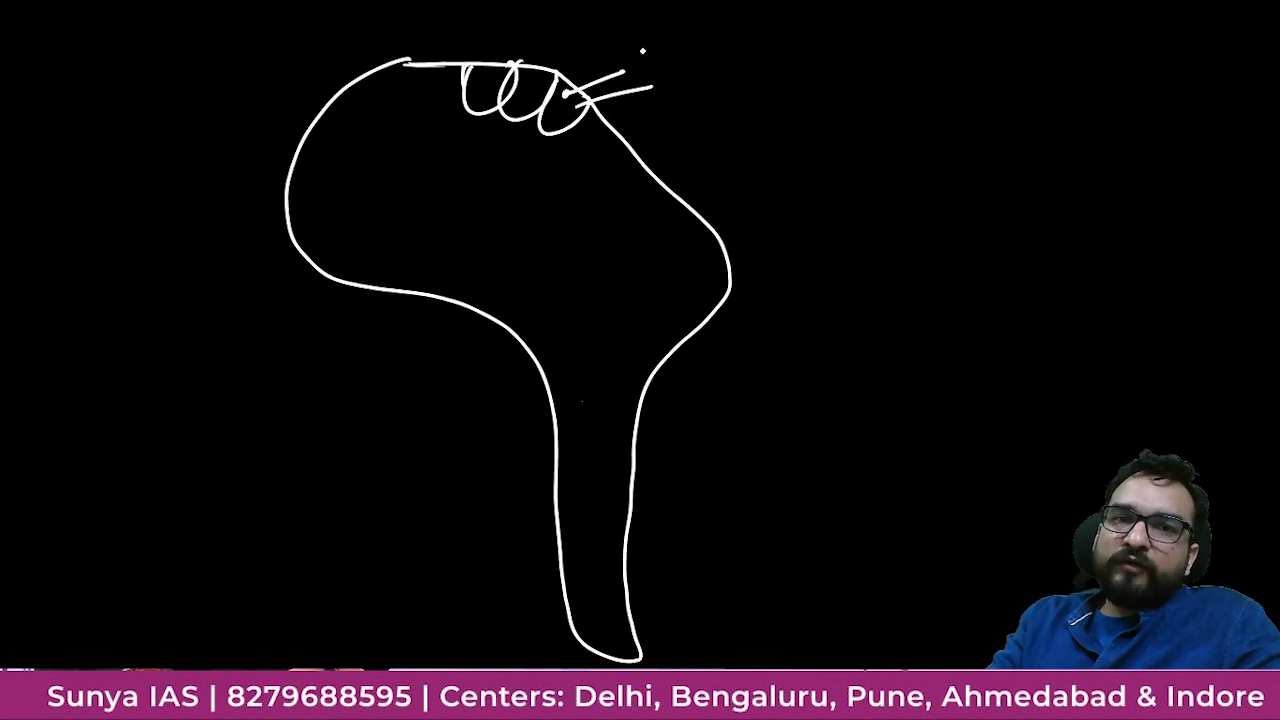 Sunya IAS | 8279688595 | Centers: Delhi, Bengaluru, Pune, Ahmedabad & Indore